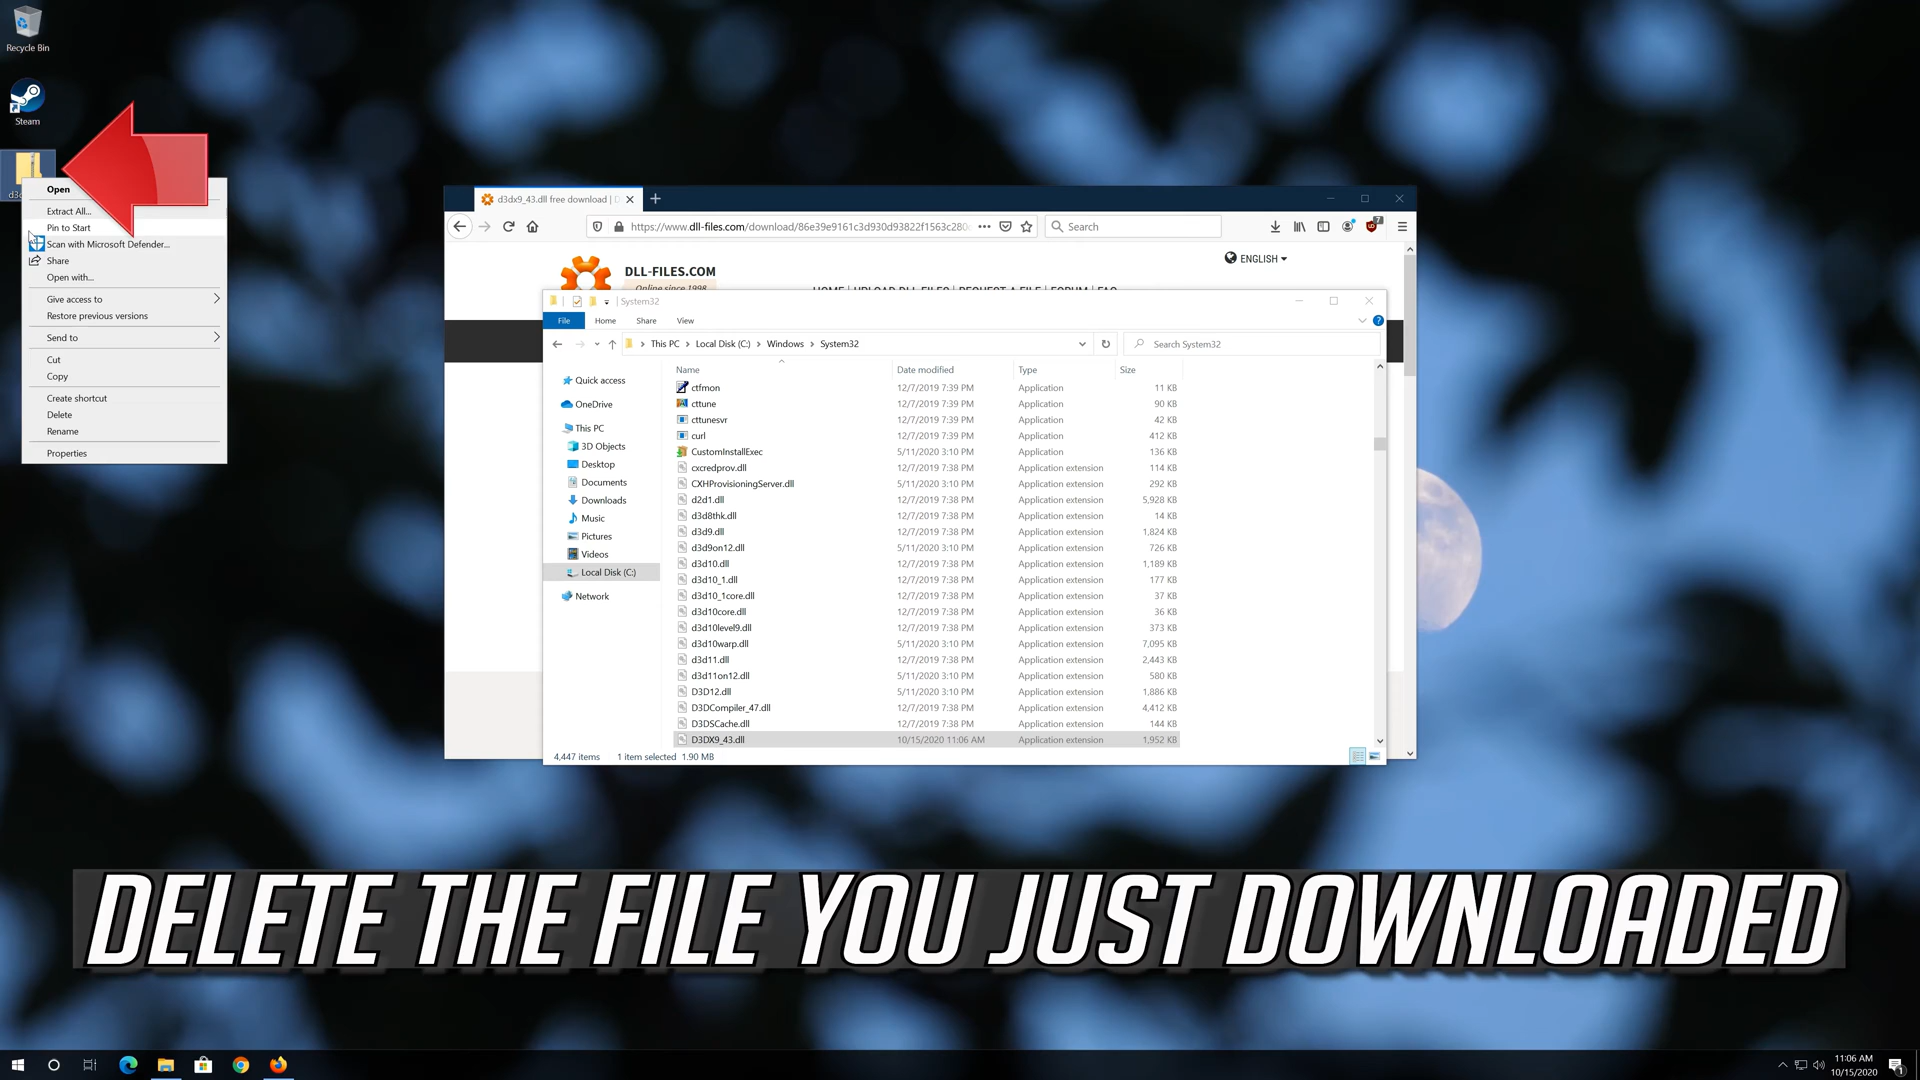 Recycle Bin
Steam
Open
Extract All...
Pin to Start
Scan with Microsoft Defender...
Share
Open with...
Give access to
Restore previous versions
Send to
Cut
Copy
Create shortcut
Delete
Rename
Properties
d3dx9_43.dll free download |
https://www.dll-files.com/download/86e39e9161c3d930d93822f1563c280
Search
7
DLL-FILES.COM
Online since 1998
ENGLISH
HOME | UPLOAD DLL-FILES | REQUEST A FILE | FORUM | FAQ
System32
File Home Share View
This PC > Local Disk (C:) > Windows > System32
Search System32
Quick access
OneDrive
This PC
3D Objects
Desktop
Documents
Downloads
Music
Pictures
Videos
Local Disk (C:)
Network
Name Date modified Type Size
ctfmon 12/7/2019 7:39 PM Application 11 KB
cttune 12/7/2019 7:39 PM Application 90 KB
cttunesvr 12/7/2019 7:39 PM Application 42 KB
curl 12/7/2019 7:39 PM Application 412 KB
CustomInstallExec 5/11/2020 3:10 PM Application 136 KB
cxcredprov.dll 12/7/2019 7:38 PM Application extension 114 KB
CXHProvisioningServer.dll 5/11/2020 3:10 PM Application extension 292 KB
d2d1.dll 12/7/2019 7:38 PM Application extension 5,928 KB
d3d8thk.dll 12/7/2019 7:38 PM Application extension 14 KB
d3d9.dll 12/7/2019 7:38 PM Application extension 1,824 KB
d3d9on12.dll 5/11/2020 3:10 PM Application extension 726 KB
d3d10.dll 12/7/2019 7:38 PM Application extension 1,189 KB
d3d10_1.dll 12/7/2019 7:38 PM Application extension 177 KB
d3d10_1core.dll 12/7/2019 7:38 PM Application extension 37 KB
d3d10core.dll 12/7/2019 7:38 PM Application extension 36 KB
d3d10level9.dll 12/7/2019 7:38 PM Application extension 373 KB
d3d10warp.dll 5/11/2020 3:10 PM Application extension 7,095 KB
d3d11.dll 12/7/2019 7:38 PM Application extension 2,443 KB
d3d11on12.dll 5/11/2020 3:10 PM Application extension 580 KB
D3D12.dll 5/11/2020 3:10 PM Application extension 1,886 KB
D3DCompiler_47.dll 12/7/2019 7:38 PM Application extension 4,412 KB
D3DSCache.dll 12/7/2019 7:38 PM Application extension 144 KB
D3DX9_43.dll 10/15/2020 11:06 AM Application extension 1,952 KB
4,447 items 1 item selected 1.90 MB
DELETE THE FILE YOU JUST DOWNLOADED
11:06 AM
10/15/2020
1